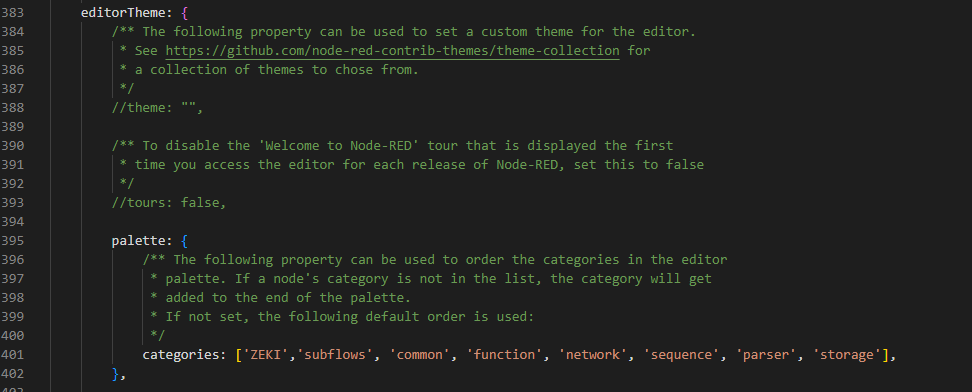 383 editorTheme: {
384 /** The following property can be used to set a custom theme for the editor.
385 * See https://github.com/node-red-contrib-themes/theme-collection for
386 * a collection of themes to chose from.
387 */
388 //theme: "",
389
390 /** To disable the 'Welcome to Node-RED' tour that is displayed the first
391 * time you access the editor for each release of Node-RED, set this to false
392 */
393 //tours: false,
394
395 palette: {
396 /** The following property can be used to order the categories in the editor
397 * palette. If a node's category is not in the list, the category will get
398 * added to the end of the palette.
399 * If not set, the following default order is used:
400 */
401 categories: ['ZEKI','subflows', 'common', 'function', 'network', 'sequence', 'parser', 'storage'],
402 },